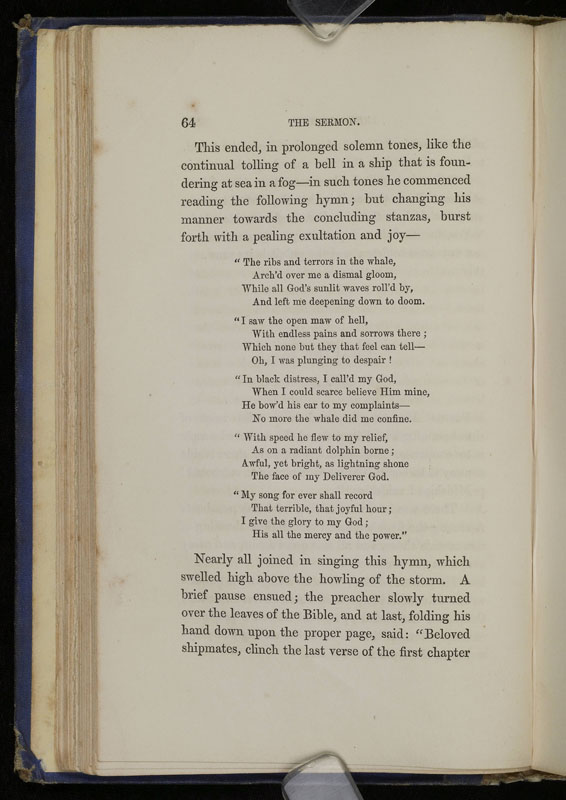 64 THE SERMON.
This ended, in prolonged solemn tones, like the
continual tolling of a bell in a ship that is foun-
dering at sea in a fog—in such tones he commenced
reading the following hymn; but changing his
manner towards the concluding stanzas, burst
forth with a pealing exultation and joy—
" The ribs and terrors in the whale,
Arch'd over me a dismal gloom,
While all God's sunlit waves roll'd by,
And left me deepening down to doom.
"I saw the open maw of hell,
With endless pains and sorrows there ;
Which none but they that feel can tell—
Oh, I was plunging to despair !
" In black distress, I call'd my God,
When I could scarce believe Him mine,
He bow'd his ear to my complaints—
No more the whale did me confine.
" With speed he flew to my relief,
As on a radiant dolphin borne ;
Awful, yet bright, as lightning shone
The face of my Deliverer God.
" My song for ever shall record
That terrible, that joyful hour ;
I give the glory to my God ;
His all the mercy and the power."
Nearly all joined in singing this hymn, which
swelled high above the howling of the storm. A
brief pause ensued; the preacher slowly turned
over the leaves of the Bible, and at last, folding his
hand down upon the proper page, said: "Beloved
shipmates, clinch the last verse of the first chapter